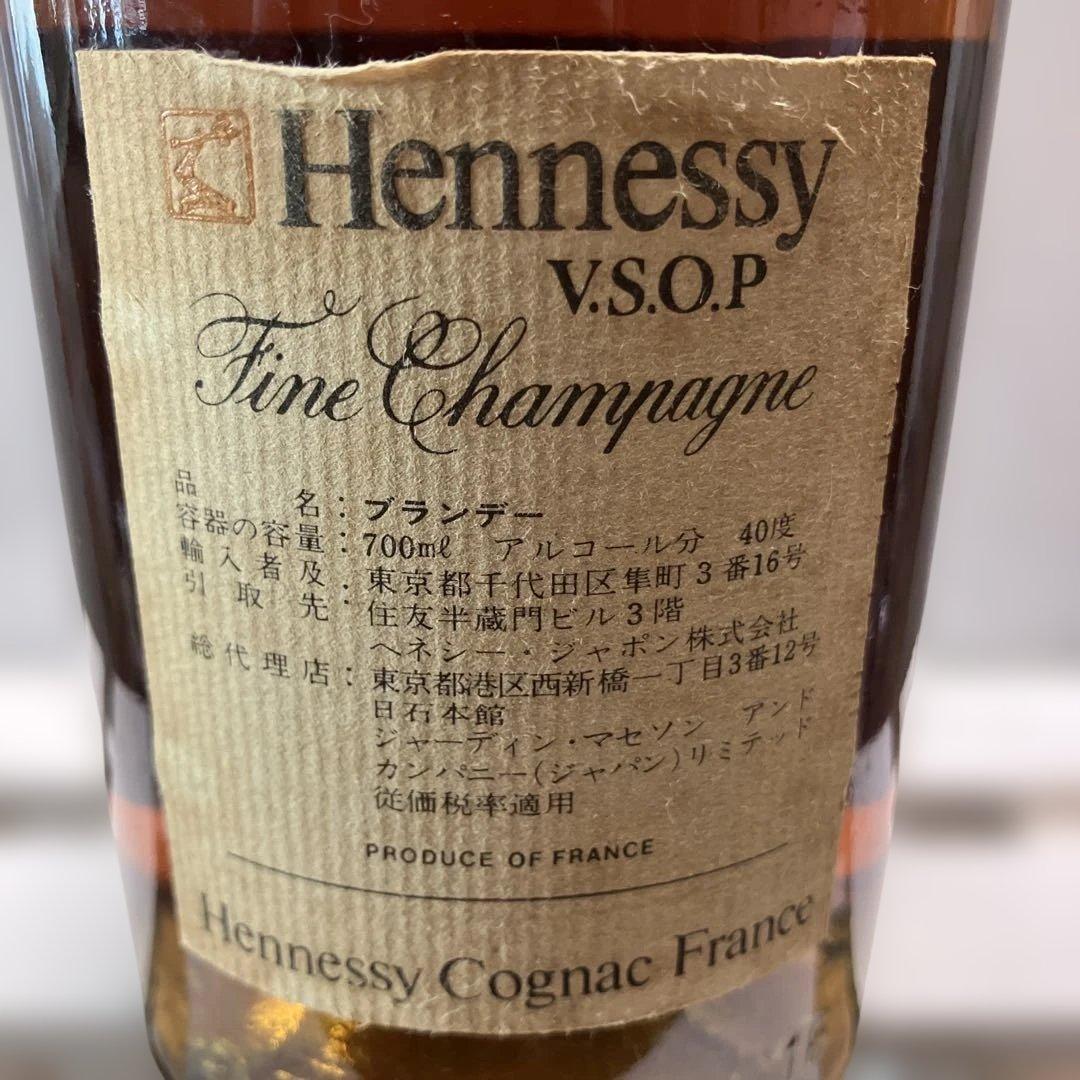 Hennessy
V.S.O.P
Fine Champagne
品名：ブランデー
容器の容量：700mℓ アルコール分 40度
輸入者及引取先：東京都千代田区隼町3番16号
住友半蔵門ビル3階
ヘネシー・ジャポン株式会社
総代理店：東京都港区西新橋一丁目3番12号
日石本館
ジャーディン・マセソン アンド
カンパニー(ジャパン)リミテッド
従価税率適用
PRODUCE OF FRANCE
Hennessy Cognac France